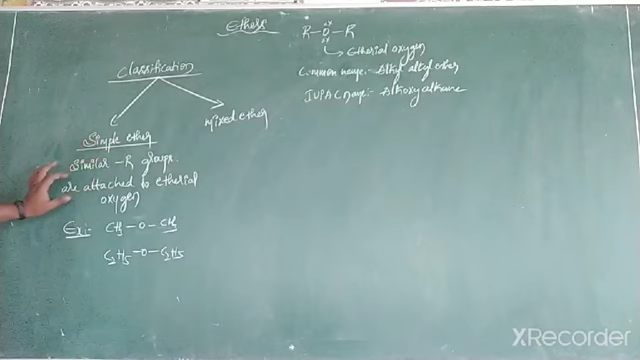 Ethers
R-O-R
Etherial oxygen
Common name:- Alkyl alkyl ether
IUPAC name:- Alkoxy alkane
Classification
Simple ether
mixed ether
Similar -R groups
are attached to etherial
oxygen
Ex:- CH3-O-CH3
C2H5-O-C2H5
XRecorder